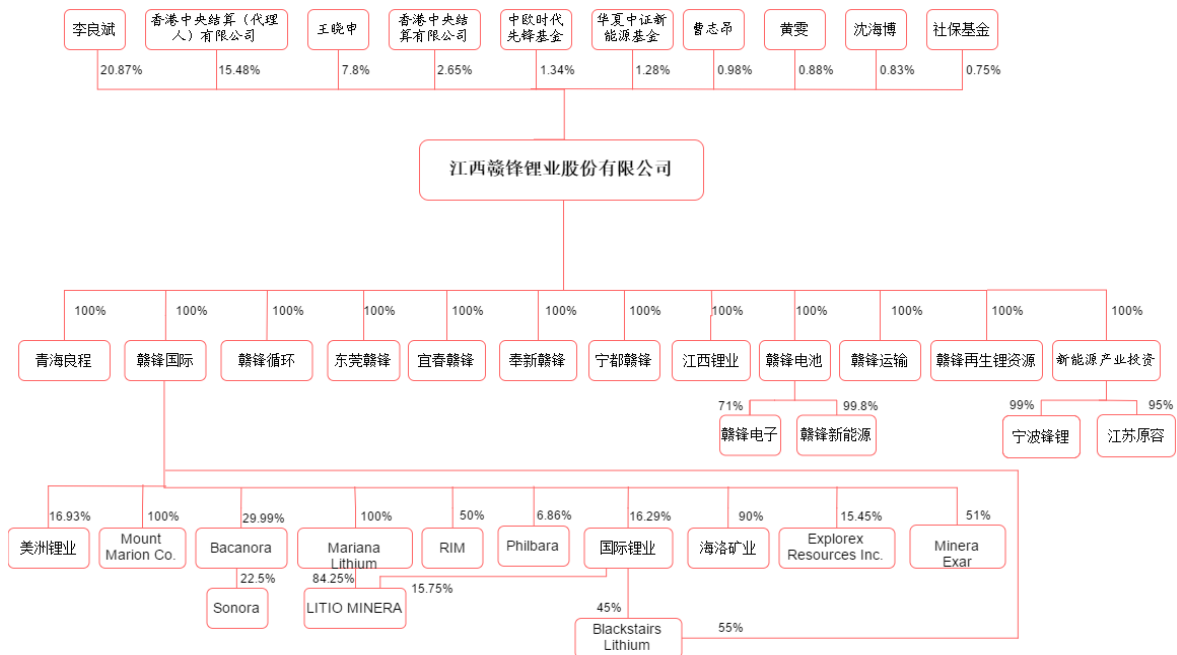 李良斌
香港中央结算（代理
人）有限公司
王晓申
香港中央结
算有限公司
中欧时代
先锋基金
华夏中证新
能源基金
曹志昂
黄雯
沈海博
社保基金
20.87%
15.48%
7.8%
2.65%
1.34%
1.28%
0.98%
0.88%
0.83%
0.75%
江西赣锋锂业股份有限公司
100%
100%
100%
100%
100%
100%
100%
100%
100%
100%
100%
100%
青海良程
赣锋国际
赣锋循环
东莞赣锋
宜春赣锋
奉新赣锋
宁都赣锋
江西锂业
赣锋电池
赣锋运输
赣锋再生锂资源
新能源产业投资
71%
99.8%
99%
95%
赣锋电子
赣锋新能源
宁波锋锂
江苏原容
16.93%
100%
29.99%
100%
50%
6.86%
16.29%
90%
15.45%
51%
美洲锂业
Mount
Marion Co.
Bacanora
Mariana
Lithium
RIM
Philbara
国际锂业
海洛矿业
Explorex
Resources Inc.
Minera
Exar
22.5%
84.25%
15.75%
Sonora
LITIO MINERA
45%
55%
Blackstairs
Lithium